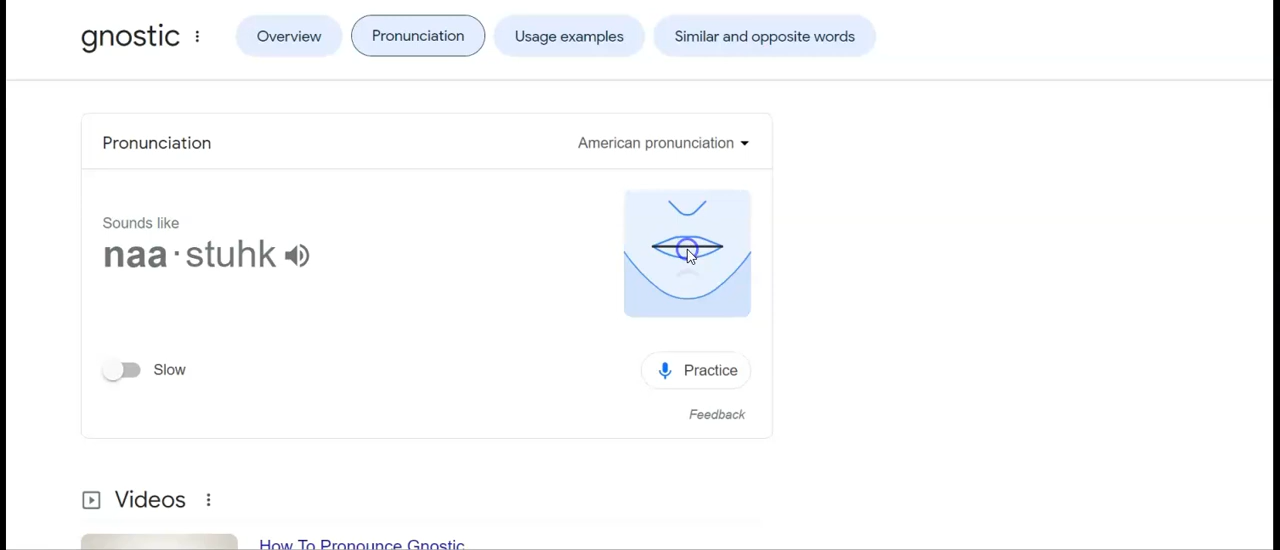 gnostic Overview Pronunciation Usage examples Similar and opposite words
Pronunciation American pronunciation
Sounds like
naa·stuhk
Slow Practice
Feedback
Videos
How To Pronounce Gnostic